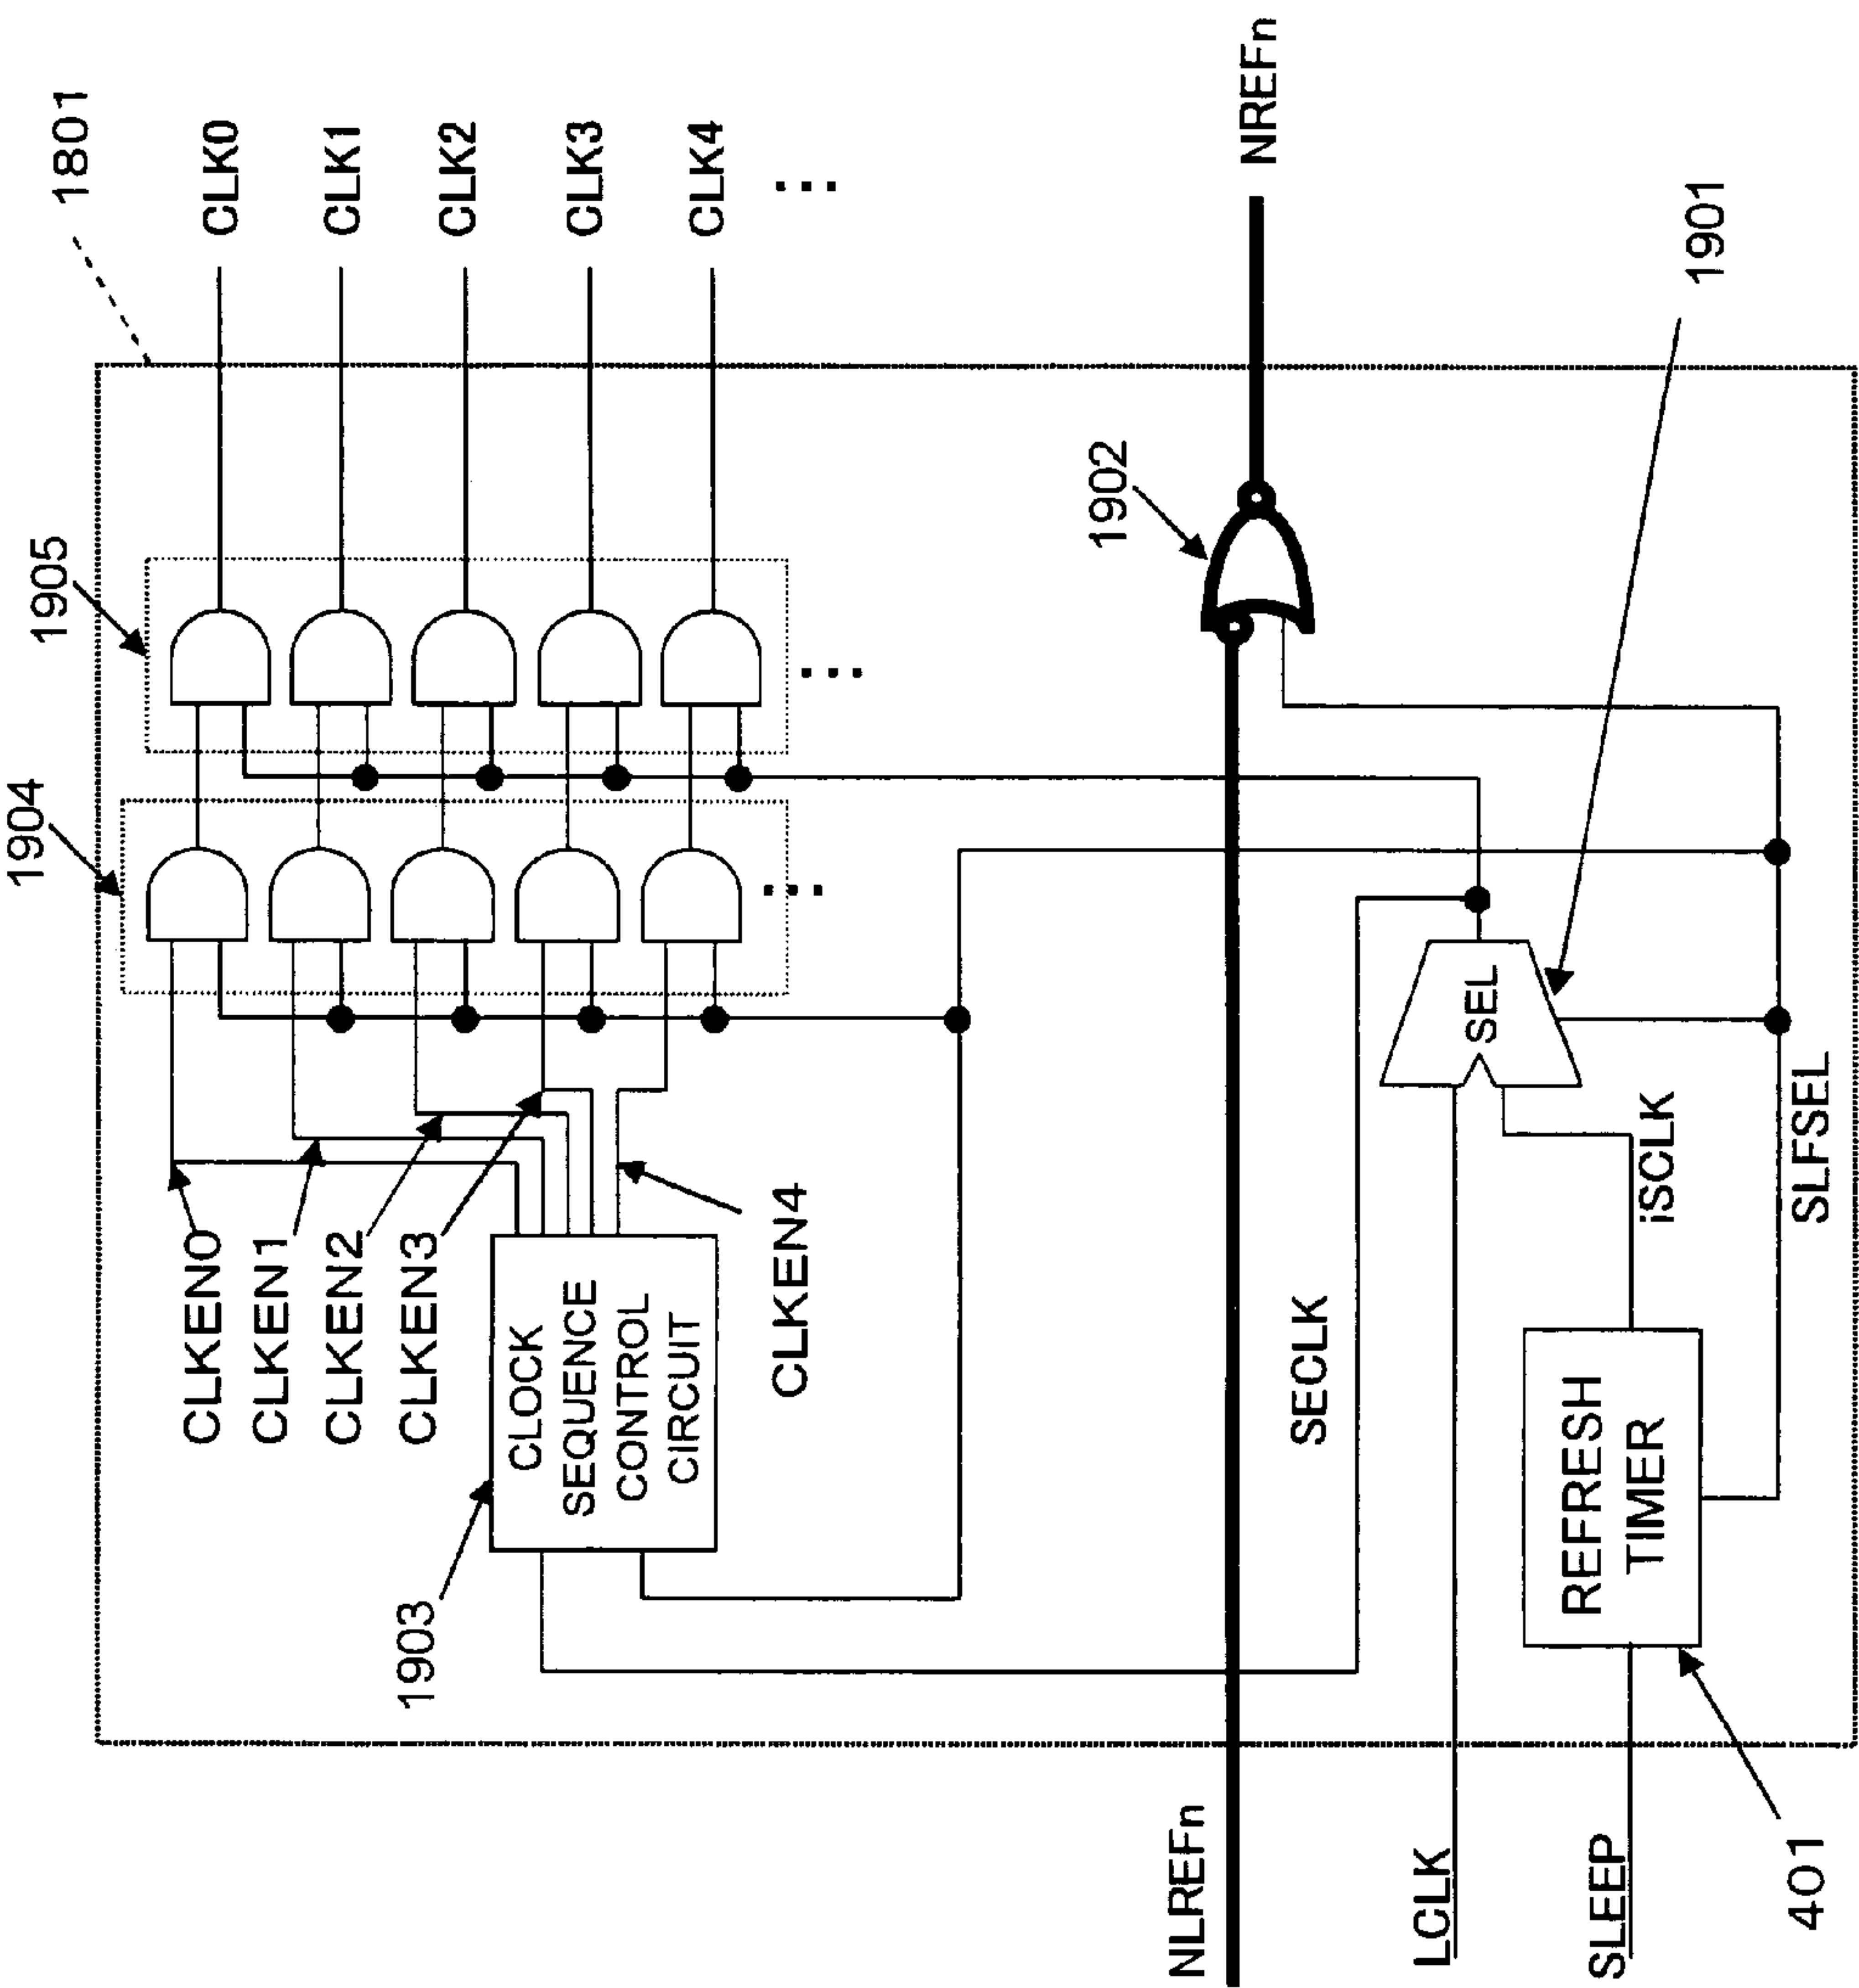 1801
1905
1904
CLK0
CLK1
CLK2
CLK3
CLK4
CLKEN0
CLKEN1
CLKEN2
CLKEN3
CLKEN4
1903
CLOCK
SEQUENCE
CONTROL
CIRCUIT
1902
NLREFn
NREFn
SECLK
SEL
1901
LCLK
iSCLK
SLEEP
REFRESH
TIMER
SLFSEL
401